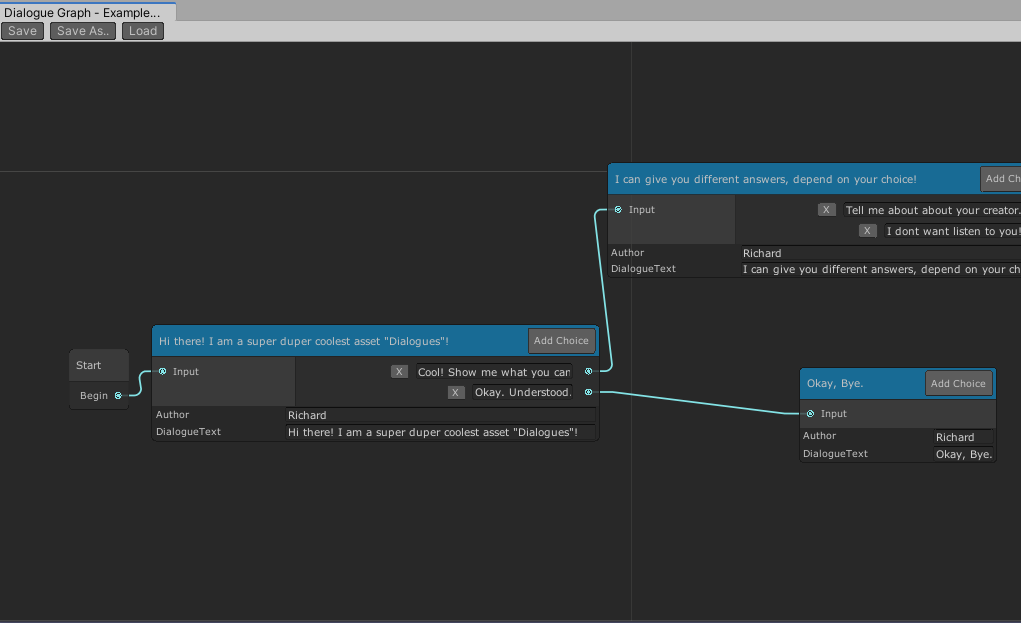 Dialogue Graph - Example...
Save Save As.. Load
I can give you different answers, depend on your choice! Add Ch
Input
X Tell me about about your creator.
X I dont want listen to you!
Author Richard
DialogueText I can give you different answers, depend on your ch
Hi there! I am a super duper coolest asset "Dialogues"! Add Choice
Input
X Cool! Show me what you can
X Okay. Understood.
Author Richard
DialogueText Hi there! I am a super duper coolest asset "Dialogues"!
Start
Begin
Okay, Bye. Add Choice
Input
Author Richard
DialogueText Okay, Bye.